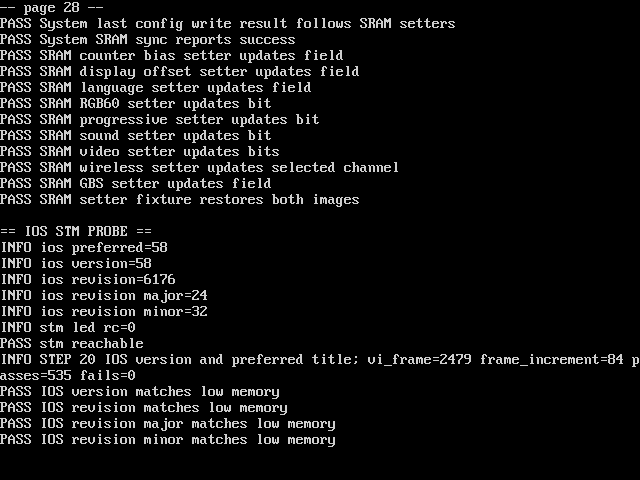 -- page 28 --
PASS System last config write result follows SRAM setters
PASS System SRAM sync reports success
PASS SRAM counter bias setter updates field
PASS SRAM display offset setter updates field
PASS SRAM language setter updates field
PASS SRAM RGB60 setter updates bit
PASS SRAM progressive setter updates bit
PASS SRAM sound setter updates bit
PASS SRAM video setter updates bits
PASS SRAM wireless setter updates selected channel
PASS SRAM GBS setter updates field
PASS SRAM setter fixture restores both images
== IOS STM PROBE ==
INFO ios preferred=58
INFO ios version=58
INFO ios revision=6176
INFO ios revision major=24
INFO ios revision minor=32
INFO stm led rc=0
PASS stm reachable
INFO STEP 20 IOS version and preferred title; vi_frame=2479 frame_increment=84 p
asses=535 fails=0
PASS IOS version matches low memory
PASS IOS revision matches low memory
PASS IOS revision major matches low memory
PASS IOS revision minor matches low memory